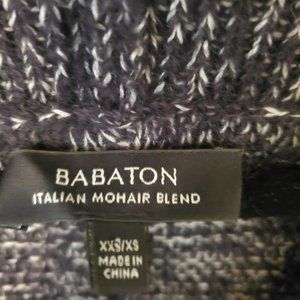 BABATON
ITALIAN MOHAIR BLEND
XXS/XS
MADE IN
CHINA